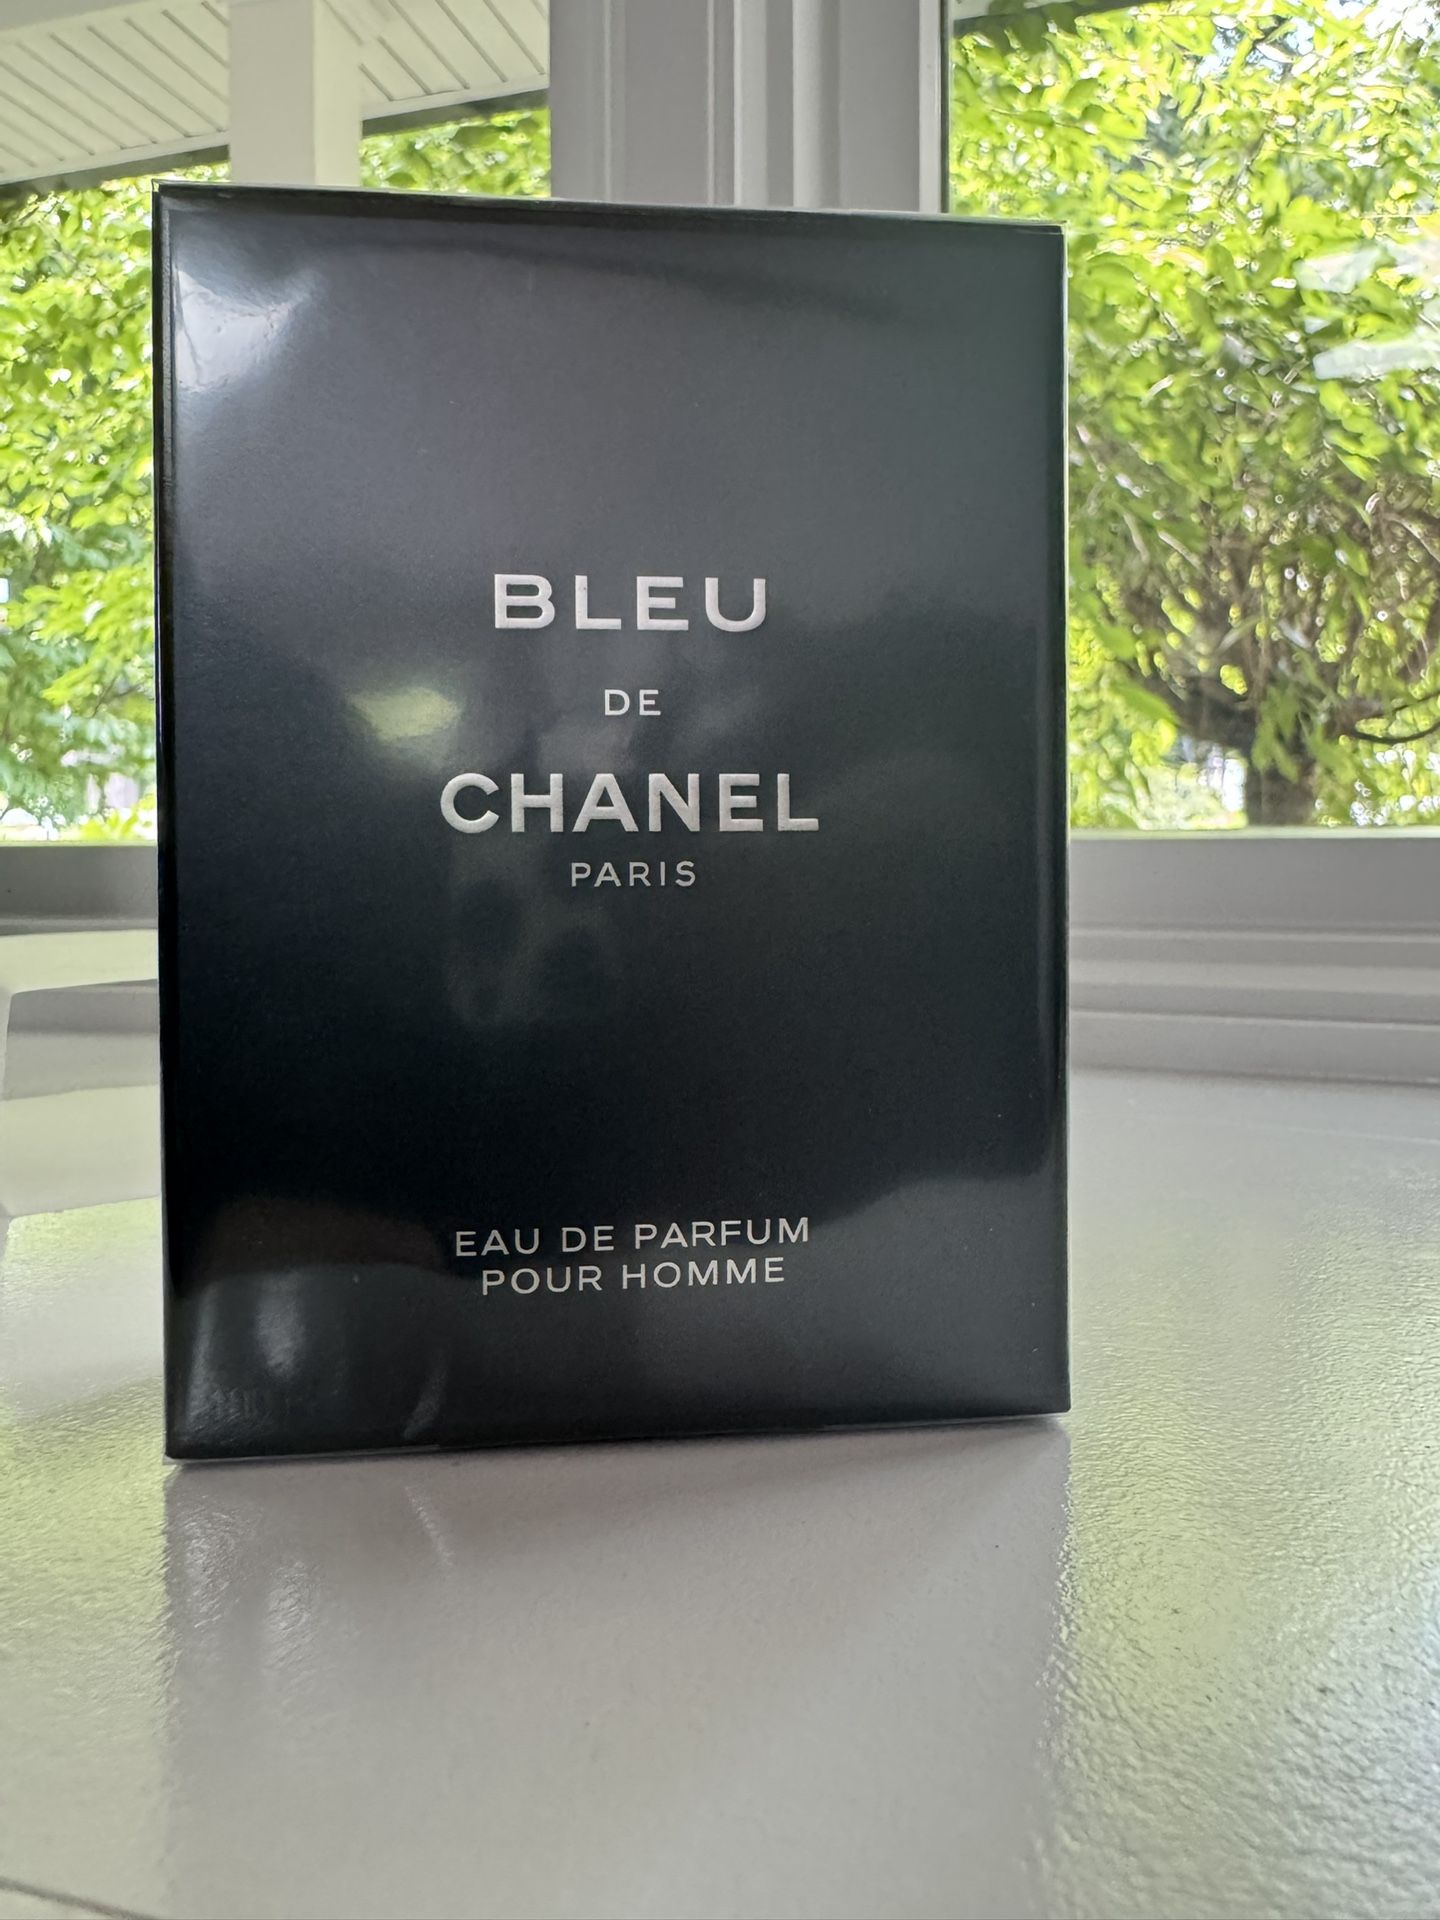 BLEU
DE
CHANEL
PARIS
EAU DE PARFUM
POUR HOMME